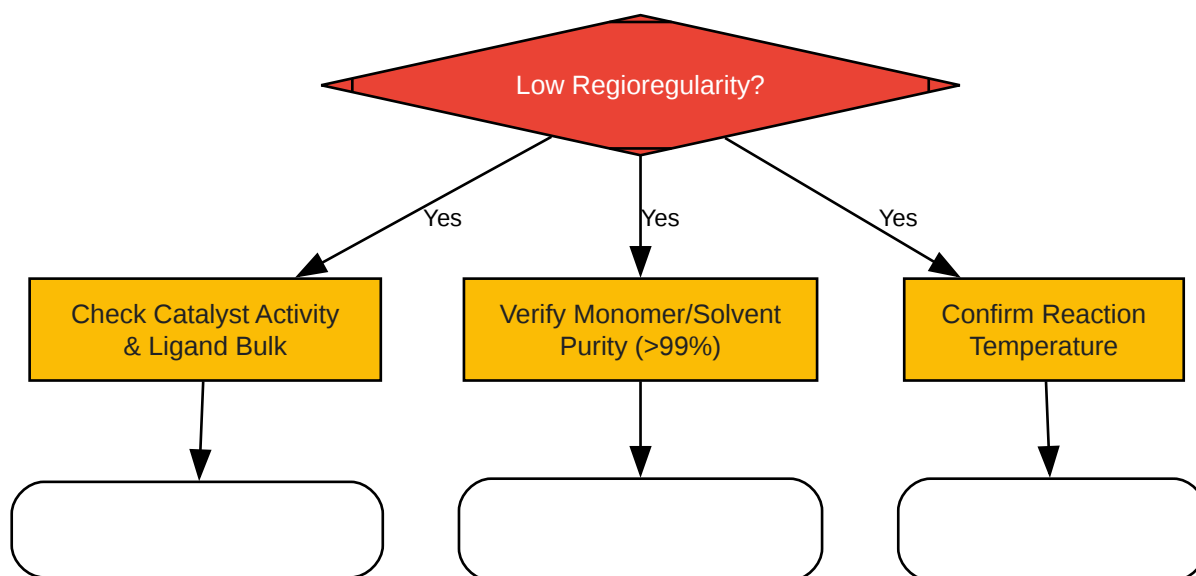 Low Regioregularity?
Yes
Yes
Yes
Check Catalyst Activity
& Ligand Bulk
Verify Monomer/Solvent
Purity (>99%)
Confirm Reaction
Temperature